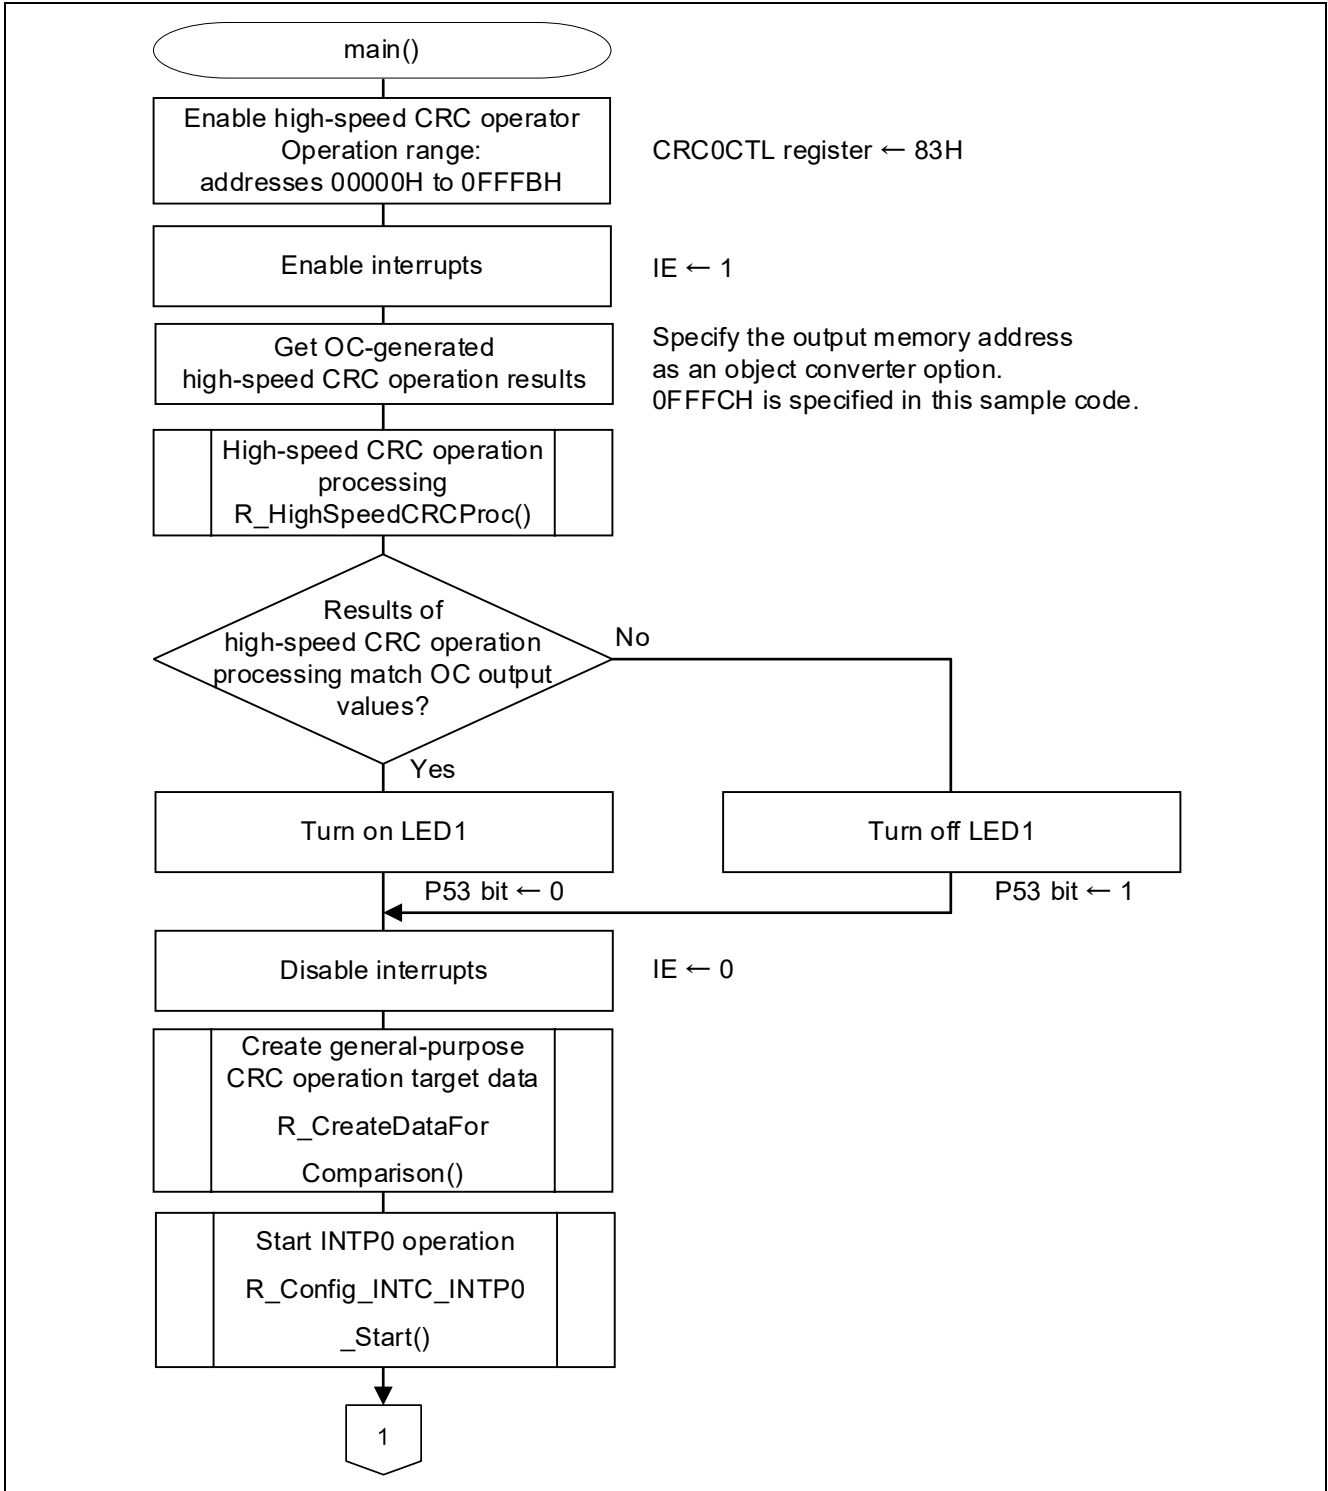 main()
Enable high-speed CRC operator
Operation range:
addresses 00000H to 0FFFBH
CRC0CTL register ← 83H
Enable interrupts
IE ← 1
Get OC-generated
high-speed CRC operation results
Specify the output memory address
as an object converter option.
0FFFCH is specified in this sample code.
High-speed CRC operation
processing
R_HighSpeedCRCProc()
Results of
high-speed CRC operation
processing match OC output
values?
No
Yes
Turn on LED1
Turn off LED1
P53 bit ← 0
P53 bit ← 1
Disable interrupts
IE ← 0
Create general-purpose
CRC operation target data
R_CreateDataFor
Comparison()
Start INTP0 operation
R_Config_INTC_INTP0
_Start()
1